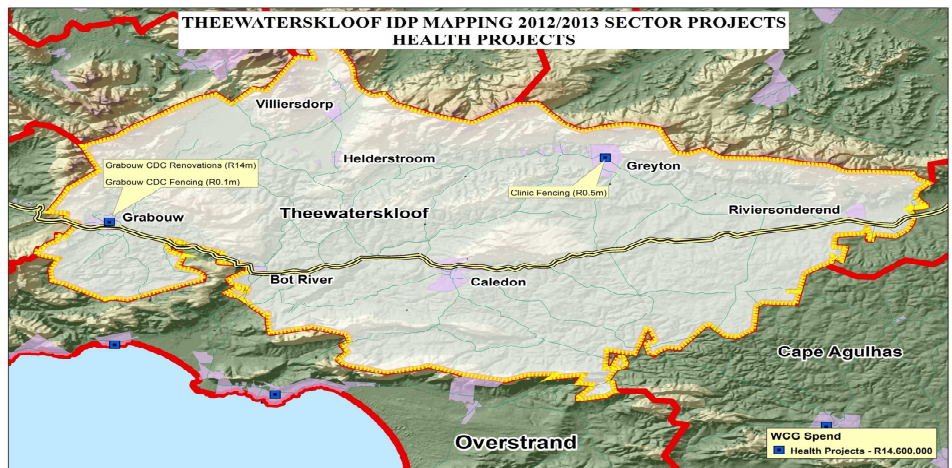 THEEWATERSKLOOF IDP MAPPING 2012/2013 SECTOR PROJECTS
HEALTH PROJECTS
Villiersdorp
Helderstroom
Grabouw CDC Renovations (R14m)
Grabouw CDC Fencing (R0.1m)
Greyton
Clinic Fencing (R0.5m)
Grabouw
Theewaterskloof
Riviersonderend
Bot River
Caledon
Cape Agulhas
Overstrand
WCG Spend
Health Projects - R14.600.000